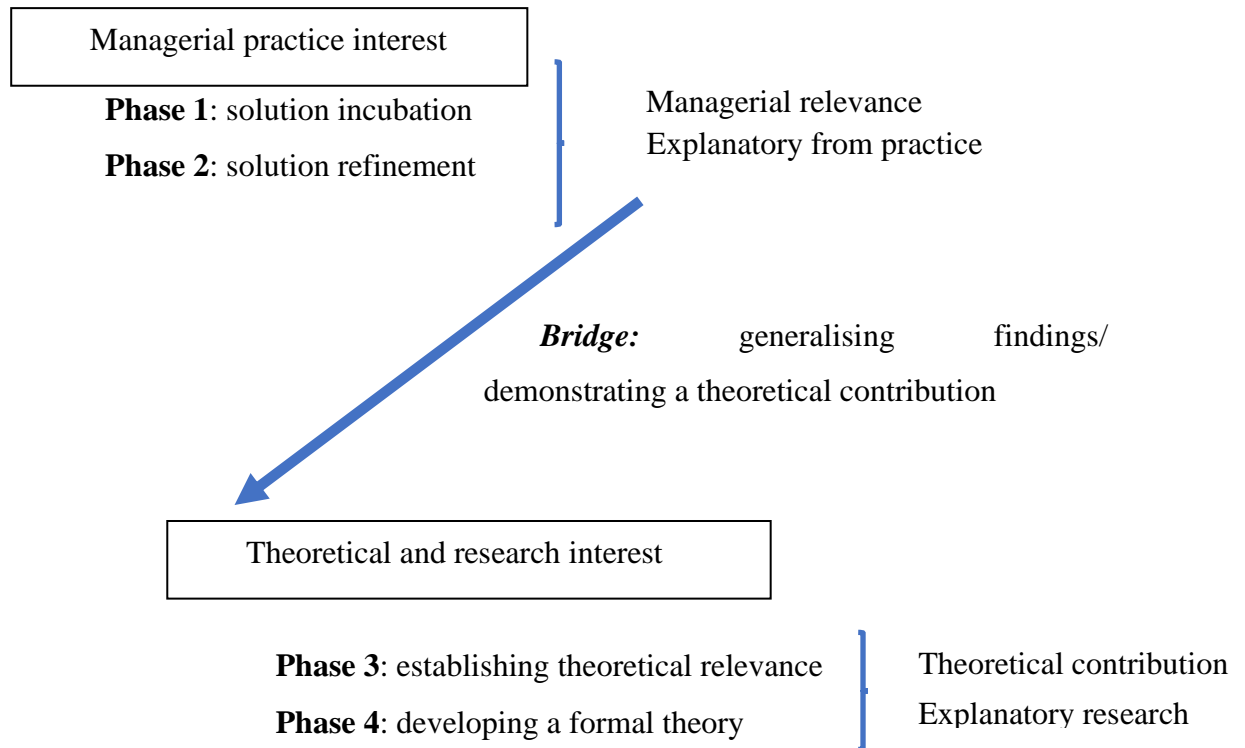 Managerial practice interest
Phase 1: solution incubation
Phase 2: solution refinement
Managerial relevance
Explanatory from practice
Bridge: generalising findings/
demonstrating a theoretical contribution
Theoretical and research interest
Phase 3: establishing theoretical relevance
Phase 4: developing a formal theory
Theoretical contribution
Explanatory research